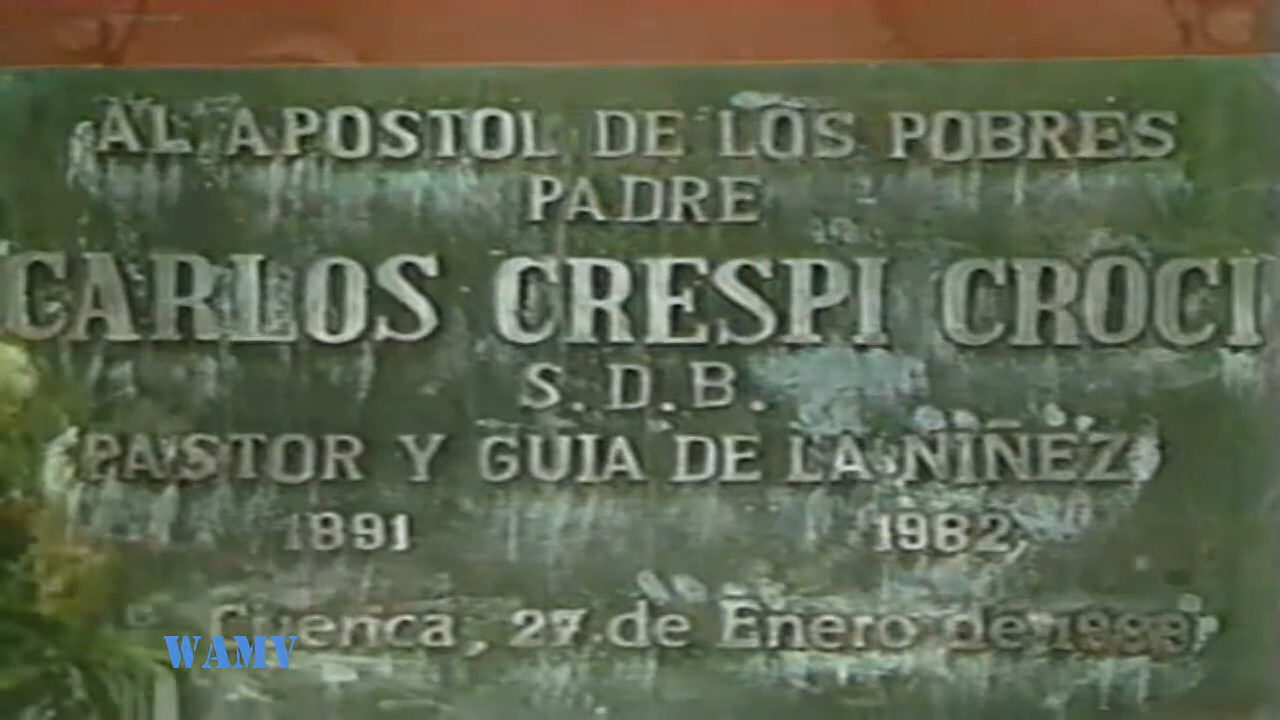 AL APOSTOL DE LOS POBRES
PADRE
CARLOS CRESPI CROCI
S.D.B.
PASTOR Y GUIA DE LA NIÑEZ
1891 1982
Cuenca, 27 de Enero de
WAMV